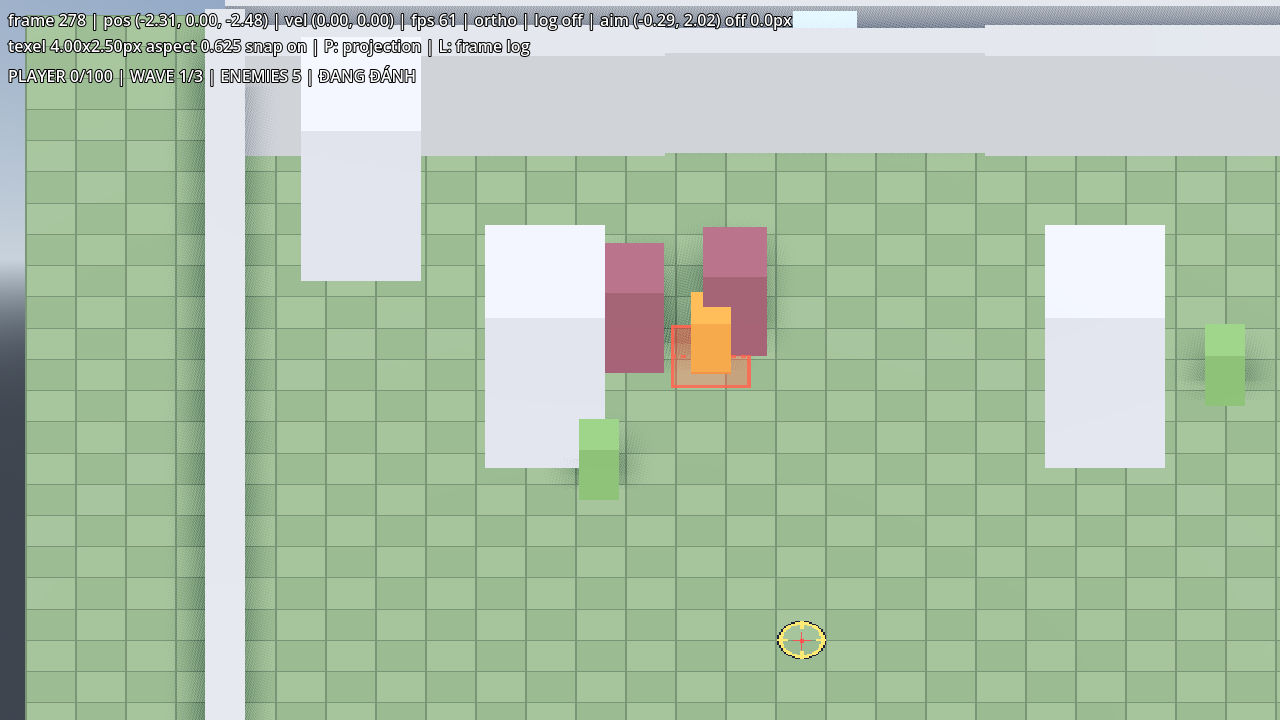 frame 278 | pos (-2.31, 0.00, -2.48) | vel (0.00, 0.00) | fps 61 | ortho | log off | aim (-0.29, 2.02) off 0.0px
texel 4.00x2.50px aspect 0.625 snap on | P: projection | L: frame log
PLAYER 0/100 | WAVE 1/3 | ENEMIES 5 | ĐANG ĐÁNH